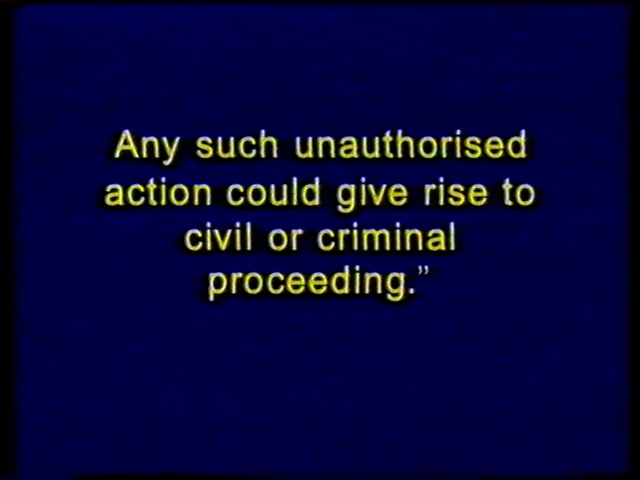 Any such unauthorised
action could give rise to
civil or criminal
proceeding.”